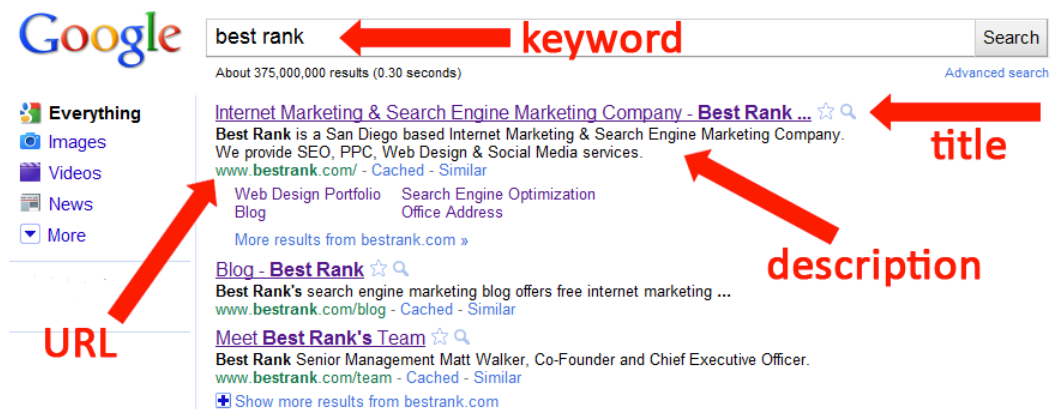 Google
best rank
keyword
Search
About 375,000,000 results (0.30 seconds)
Advanced search
Everything
Images
Videos
News
More
Internet Marketing & Search Engine Marketing Company - Best Rank ...
title
Best Rank is a San Diego based Internet Marketing & Search Engine Marketing Company.
We provide SEO, PPC, Web Design & Social Media services.
www.bestrank.com/ - Cached - Similar
Web Design Portfolio Search Engine Optimization
Blog Office Address
More results from bestrank.com »
description
Blog - Best Rank
Best Rank's search engine marketing blog offers free internet marketing ...
www.bestrank.com/blog - Cached - Similar
URL
Meet Best Rank's Team
Best Rank Senior Management Matt Walker, Co-Founder and Chief Executive Officer.
www.bestrank.com/team - Cached - Similar
Show more results from bestrank.com